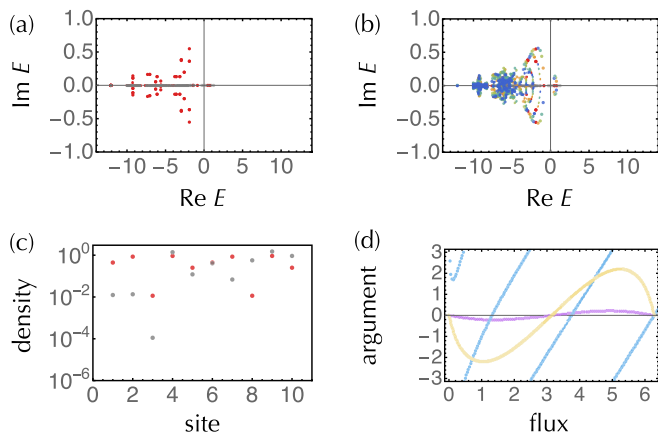 (a)
1.0
0.5
0.0
−0.5
−1.0
Im E
−10 −5 0 5 10
Re E
(b)
1.0
0.5
0.0
−0.5
−1.0
Im E
−10 −5 0 5 10
Re E
(c)
10^0
10^−2
10^−4
10^−6
density
0 2 4 6 8 10
site
(d)
3
2
1
0
−1
−2
−3
argument
0 1 2 3 4 5 6
flux